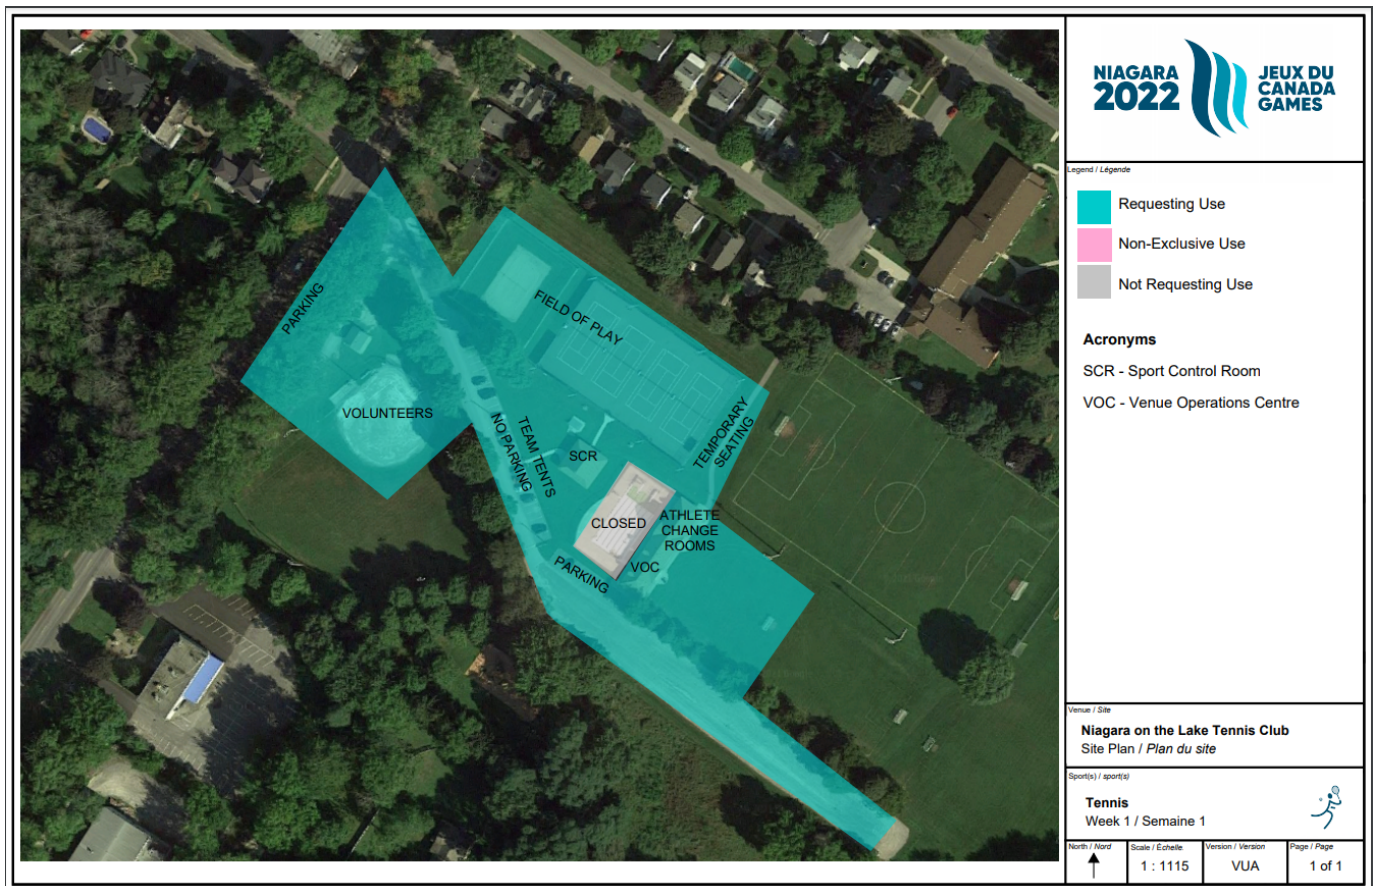 NIAGARA
2022
JEUX DU
CANADA
GAMES
Legend / Légende
Requesting Use
Non-Exclusive Use
Not Requesting Use
Acronyms
SCR - Sport Control Room
VOC - Venue Operations Centre
PARKING
FIELD OF PLAY
VOLUNTEERS
TEAM TENTS
NO PARKING
SCR
TEMPORARY
SEATING
CLOSED
ATHLETE
CHANGE
ROOMS
VOC
PARKING
Venue / Site
Niagara on the Lake Tennis Club
Site Plan / Plan du site
Sport(s) / sport(s)
Tennis
Week 1 / Semaine 1
North / Nord
Scale / Échelle
1 : 1115
Version / Version
VUA
Page / Page
1 of 1